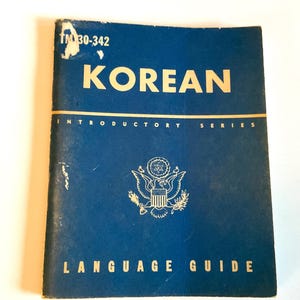 TM 30-342
KOREAN
INTRODUCTORY SERIES
LANGUAGE GUIDE